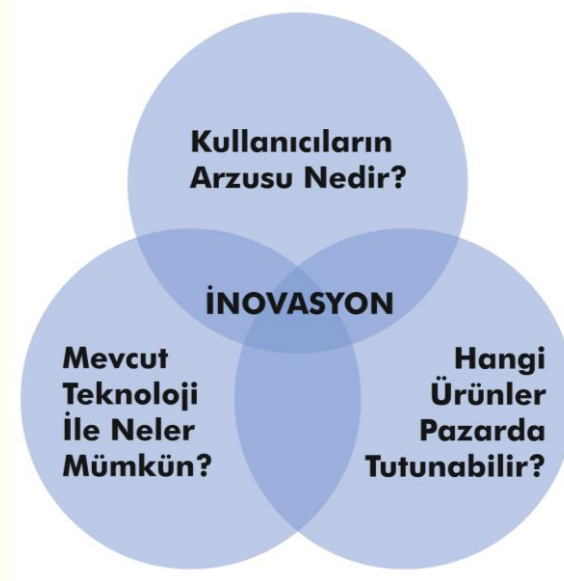 Kullanıcıların
Arzusu Nedir?
İNOVASYON
Mevcut
Teknoloji
İle Neler
Mümkün?
Hangi
Ürünler
Pazarda
Tutunabilir?